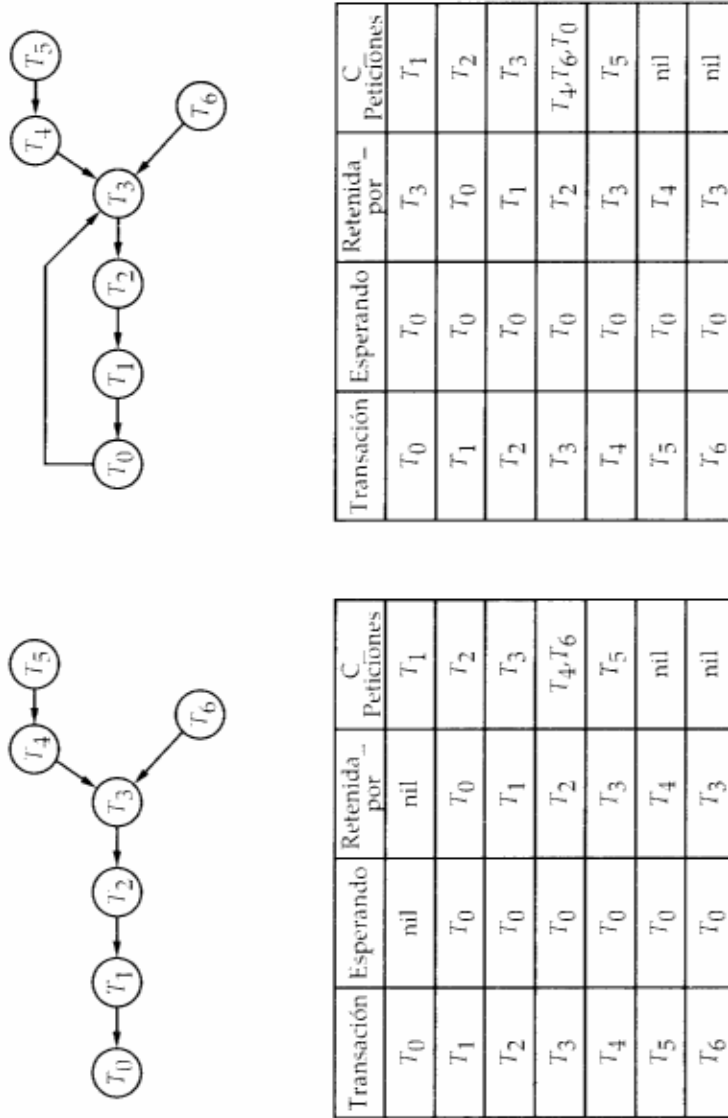 T5
T4
T0 T1 T2 T3
T6
Transación Esperando Retenida_ por C_ Peticiones
T0 nil nil T1
T1 T0 T0 T2
T2 T0 T1 T3
T3 T0 T2 T4,T6
T4 T0 T3 T5
T5 T0 T4 nil
T6 T0 T3 nil
T5
T4
T0 T1 T2 T3
T6
Transación Esperando Retenida_ por C_ Peticiones
T0 T0 T3 T1
T1 T0 T0 T2
T2 T0 T1 T3
T3 T0 T2 T4,T6,T0
T4 T0 T3 T5
T5 T0 T4 nil
T6 T0 T3 nil